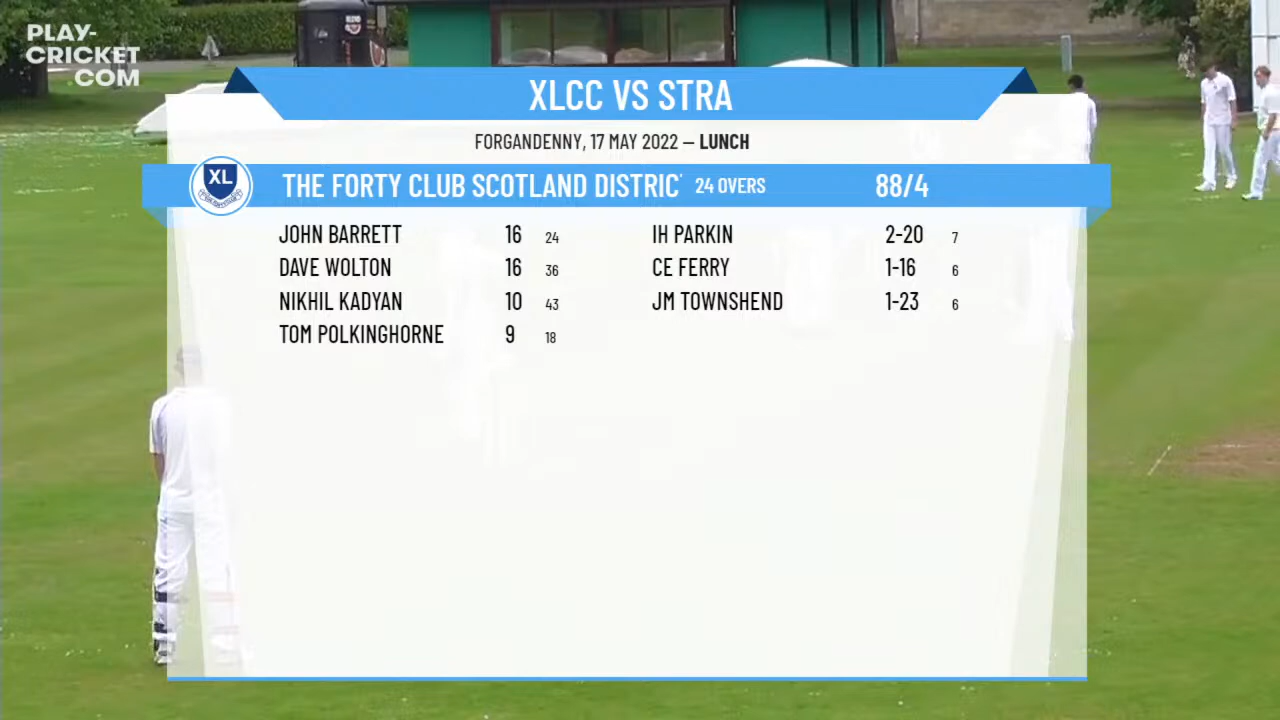 PLAY-
CRICKET
.COM
XLCC VS STRA
FORGANDENNY, 17 MAY 2022 – LUNCH
XL
THE FORTY CLUB SCOTLAND DISTRIC 24 OVERS 88/4
JOHN BARRETT 16 24 IH PARKIN 2-20 7
DAVE WOLTON 16 36 CE FERRY 1-16 6
NIKHIL KADYAN 10 43 JM TOWNSHEND 1-23 6
TOM POLKINGHORNE 9 18